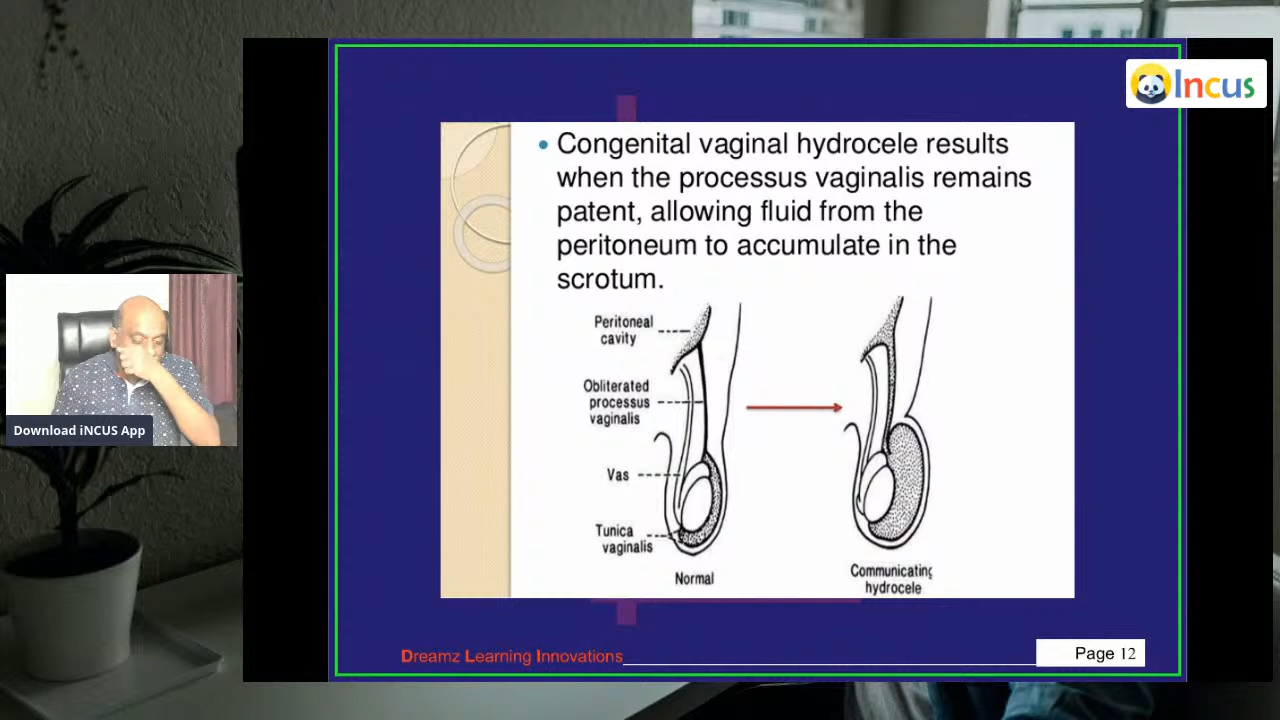 Incus
• Congenital vaginal hydrocele results
when the processus vaginalis remains
patent, allowing fluid from the
peritoneum to accumulate in the
scrotum.
Peritoneal
cavity
Obliterated
processus
vaginalis
Vas
Tunica
vaginalis
Normal
Communicating
hydrocele
Download iNCUS App
Dreamz Learning Innovations
Page 12